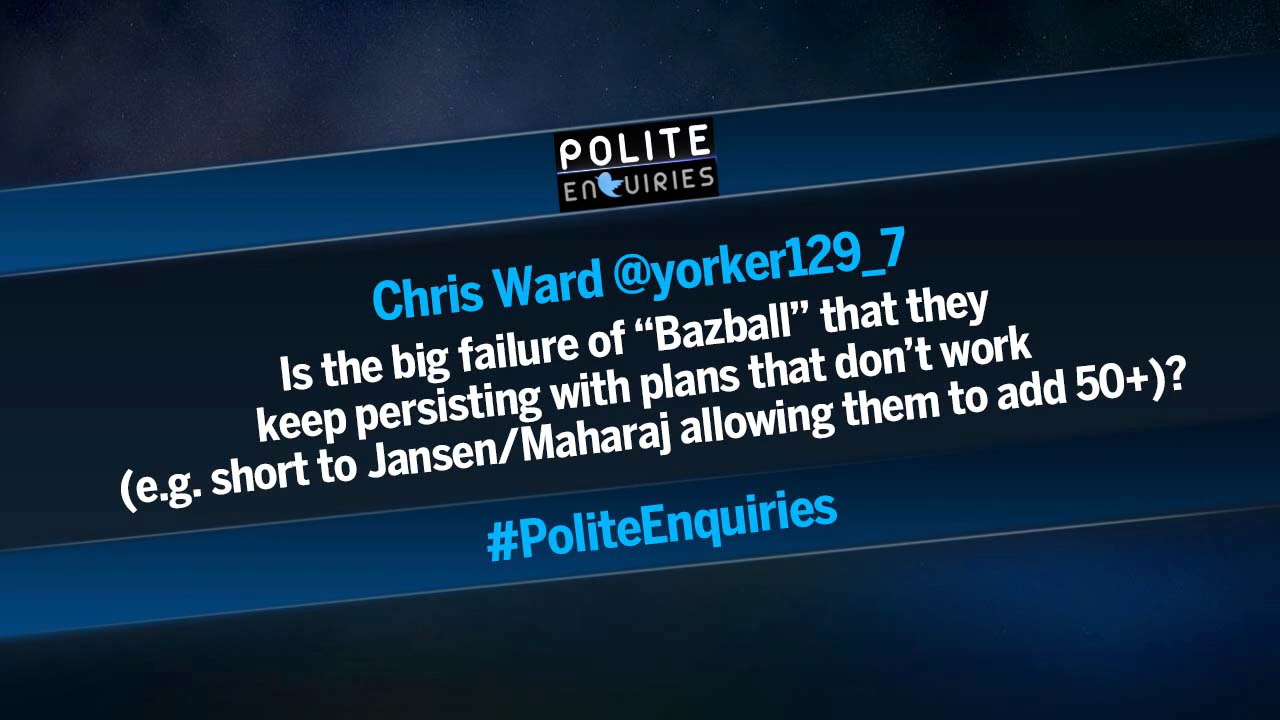 POLITE
ENQUIRIES
Chris Ward @yorker129_7
Is the big failure of “Bazball” that they
keep persisting with plans that don’t work
(e.g. short to Jansen/Maharaj allowing them to add 50+)?
#PoliteEnquiries